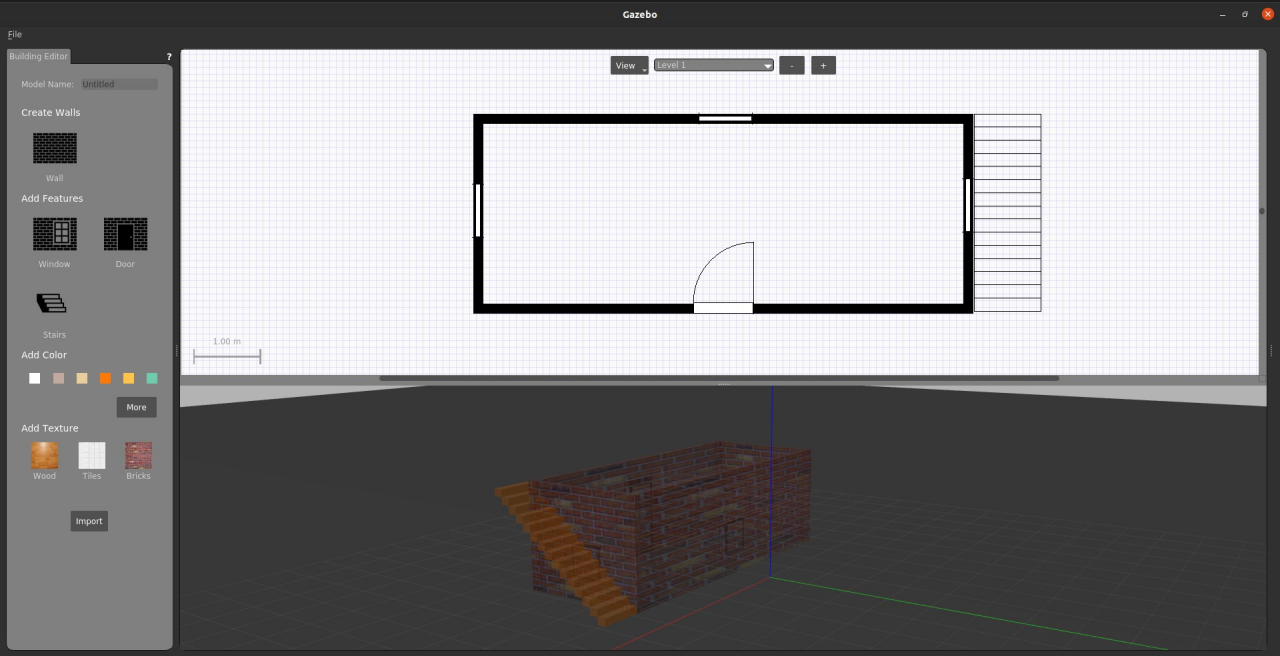 Gazebo
File
Building Editor
?
Model Name: Untitled
Create Walls
Wall
Add Features
Window Door
Stairs
Add Color
More
Add Texture
Wood Tiles Bricks
Import
View Level 1 - +
1.00 m